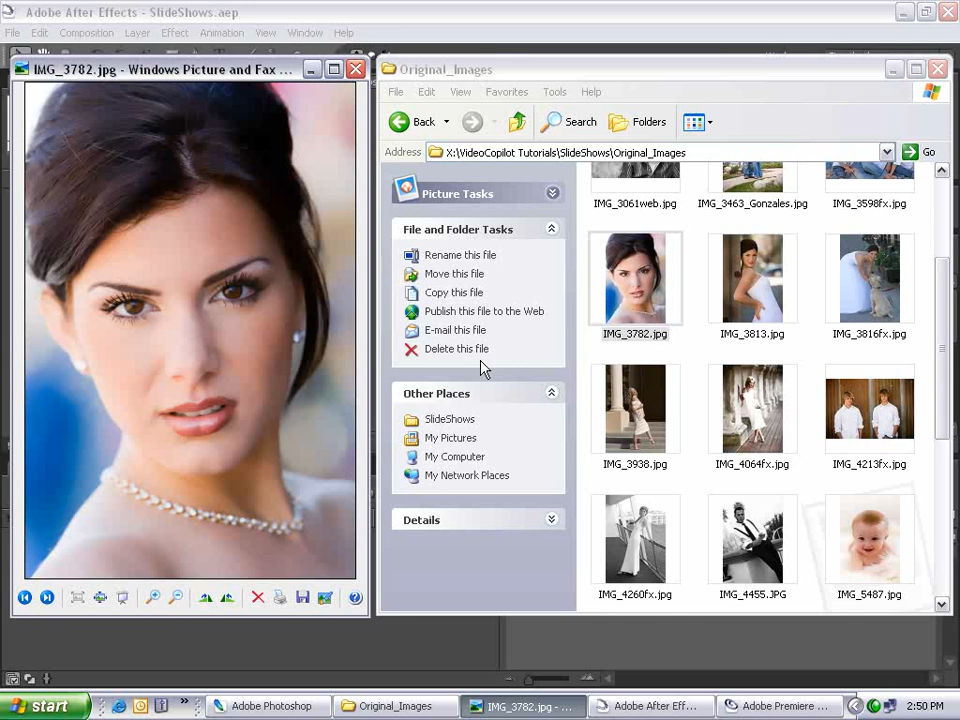 Adobe After Effects - SlideShows.aep
File Edit Composition Layer Effect Animation View Window Help
IMG_3782.jpg - Windows Picture and Fax ...
Original_Images
File Edit View Favorites Tools Help
Back Search Folders
Address X:\VideoCopilot Tutorials\SlideShows\Original_Images Go
Picture Tasks
File and Folder Tasks
Rename this file
Move this file
Copy this file
Publish this file to the Web
E-mail this file
Delete this file
Other Places
SlideShows
My Pictures
My Computer
My Network Places
Details
IMG_3061web.jpg IMG_3463_Gonzales.jpg IMG_3598fx.jpg
IMG_3782.jpg IMG_3813.jpg IMG_3816fx.jpg
IMG_3938.jpg IMG_4064fx.jpg IMG_4213fx.jpg
IMG_4260fx.jpg IMG_4455.JPG IMG_5487.jpg
start Adobe Photoshop Original_Images IMG_3782.jpg - ... Adobe After Eff... Adobe Premiere ... 2:50 PM